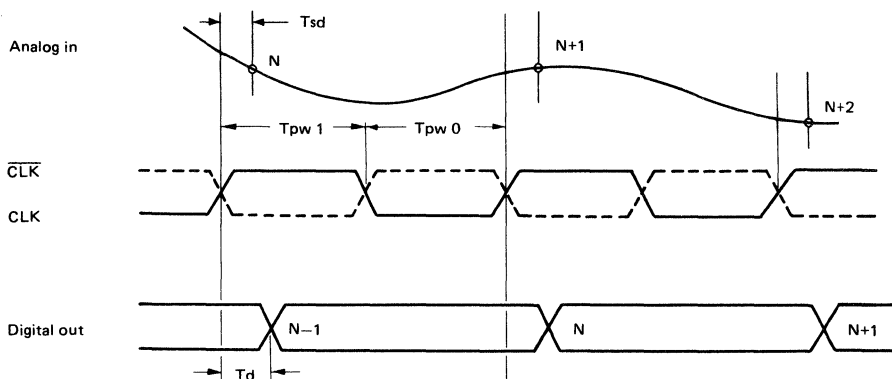 Tsd
Analog in
N
N+1
N+2
Tpw 1
Tpw 0
CLK
CLK
Digital out
N−1
N
N+1
Td